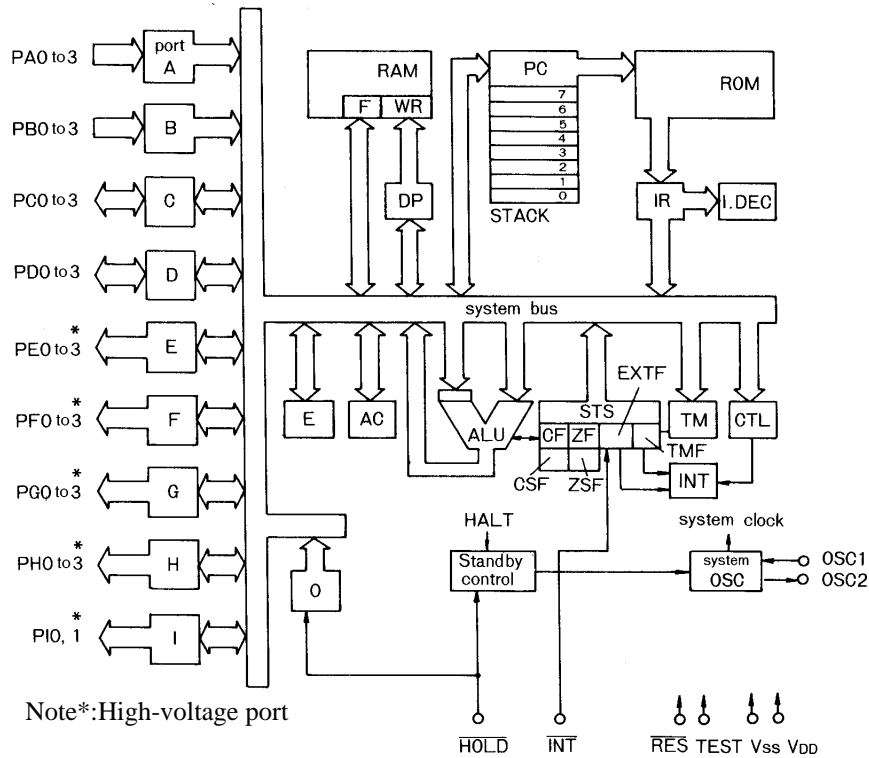 PA0 to 3
port
A
PB0 to 3
B
PC0 to 3
C
PD0 to 3
D
*
PE0 to 3
E
*
PF0 to 3
F
*
PG0 to 3
G
*
PH0 to 3
H
*
PI0, 1
I
RAM
F WR
DP
PC
7
6
5
4
3
2
1
0
STACK
ROM
IR
I.DEC
system bus
E
AC
ALU
STS
EXTF
CF ZF
CSF ZSF
TMF
TM
CTL
INT
HALT
Standby
control
system clock
system
OSC
OSC1
OSC2
0
HOLD
INT
RES TEST Vss VDD
Note*:High-voltage port